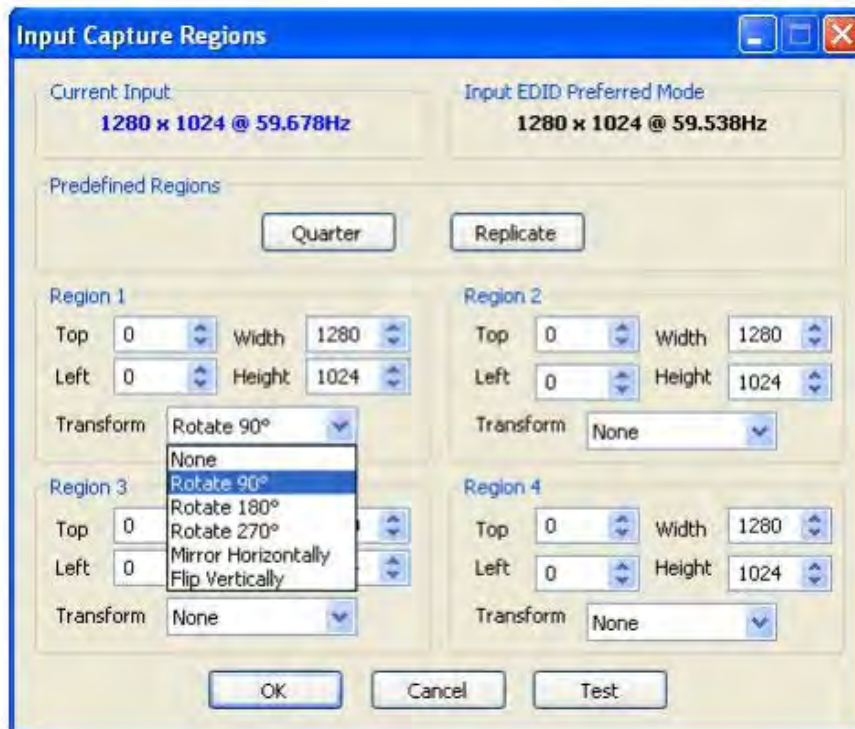 Input Capture Regions
Current Input
1280 x 1024 @ 59.678Hz
Input EDID Preferred Mode
1280 x 1024 @ 59.538Hz
Predefined Regions
Quarter
Replicate
Region 1
Top 0 Width 1280
Left 0 Height 1024
Transform Rotate 90°
None
Rotate 90°
Rotate 180°
Rotate 270°
Mirror Horizontally
Flip Vertically
Region 2
Top 0 Width 1280
Left 0 Height 1024
Transform None
Region 3
Top 0
Left 0
Transform None
Region 4
Top 0 Width 1280
Left 0 Height 1024
Transform None
OK
Cancel
Test